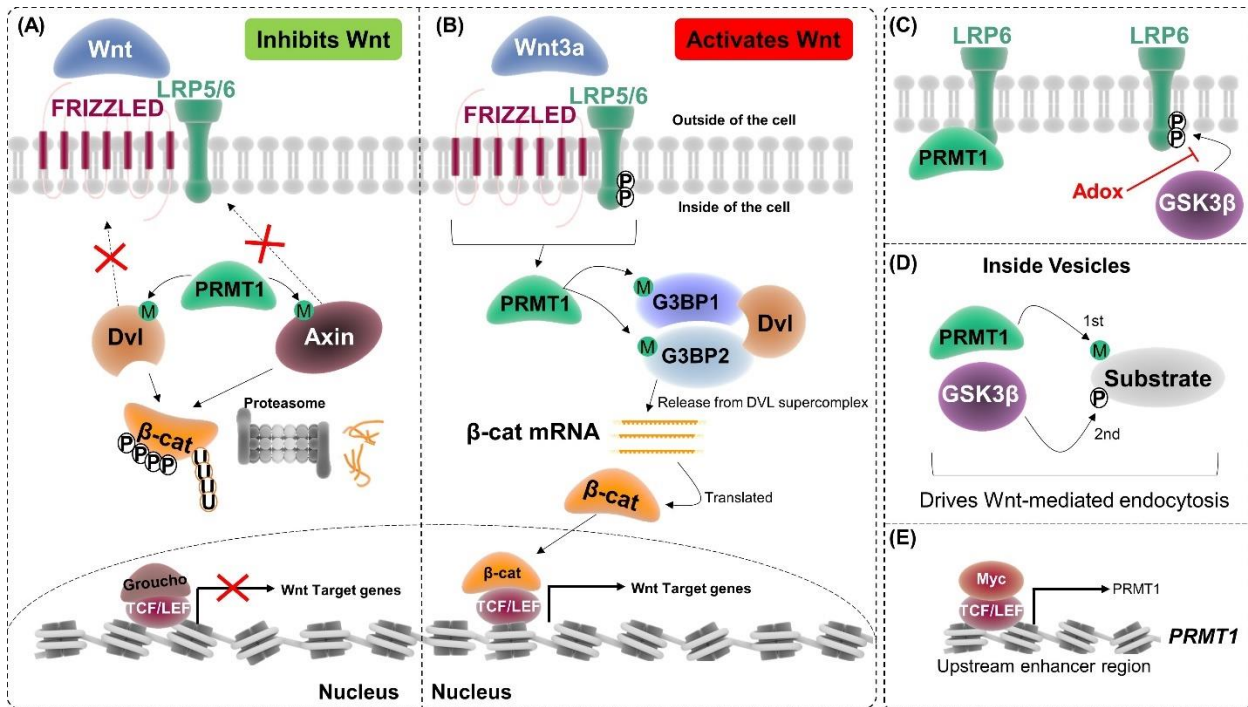 (A)
Wnt
Inhibits Wnt
FRIZZLED
LRP5/6
PRMT1
M
M
Dvl
Axin
β-cat
P
P
P
P
U
U
U
U
Proteasome
Groucho
TCF/LEF
Wnt Target genes
Nucleus
(B)
Wnt3a
Activates Wnt
LRP5/6
FRIZZLED
Outside of the cell
P
P
Inside of the cell
PRMT1
M
G3BP1
M
G3BP2
Dvl
Release from DVL supercomplex
β-cat mRNA
Translated
β-cat
β-cat
TCF/LEF
Wnt Target genes
Nucleus
(C)
LRP6
LRP6
PRMT1
P
P
Adox
GSK3β
(D)
Inside Vesicles
PRMT1
1st
M
GSK3β
Substrate
P
2nd
Drives Wnt-mediated endocytosis
(E)
Myc
TCF/LEF
PRMT1
PRMT1
Upstream enhancer region